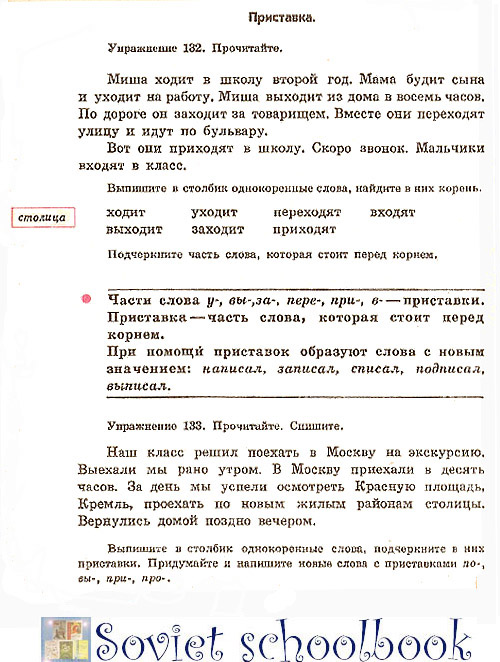 Приставка.
Упражнение 132. Прочитайте.
Миша ходит в школу второй год. Мама будит сына
и уходит на работу. Миша выходит из дома в восемь часов.
По дороге он заходит за товарищем. Вместе они переходят
улицу и идут по бульвару.
Вот они приходят в школу. Скоро звонок. Мальчики
входят в класс.
Выпишите в столбик однокоренные слова, найдите в них корень.
столица
ходит уходит переходят входят
выходит заходит приходят
Подчеркните часть слова, которая стоит перед корнем.
Части слова у-, вы-,за-, пере-, при-, в- — приставки.
Приставка — часть слова, которая стоит перед
корнем.
При помощи приставок образуют слова с новым
значением: написал, записал, списал, подписал,
выписал.
Упражнение 133. Прочитайте. Спишите.
Наш класс решил поехать в Москву на экскурсию.
Выехали мы рано утром. В Москву приехали в десять
часов. За день мы успели осмотреть Красную площадь,
Кремль, проехать по новым жилым районам столицы.
Вернулись домой поздно вечером.
Выпишите в столбик однокоренные слова, подчеркните в них
приставки. Придумайте и напишите новые слова с приставками по-,
вы-, при-, про-.
Soviet schoolbook